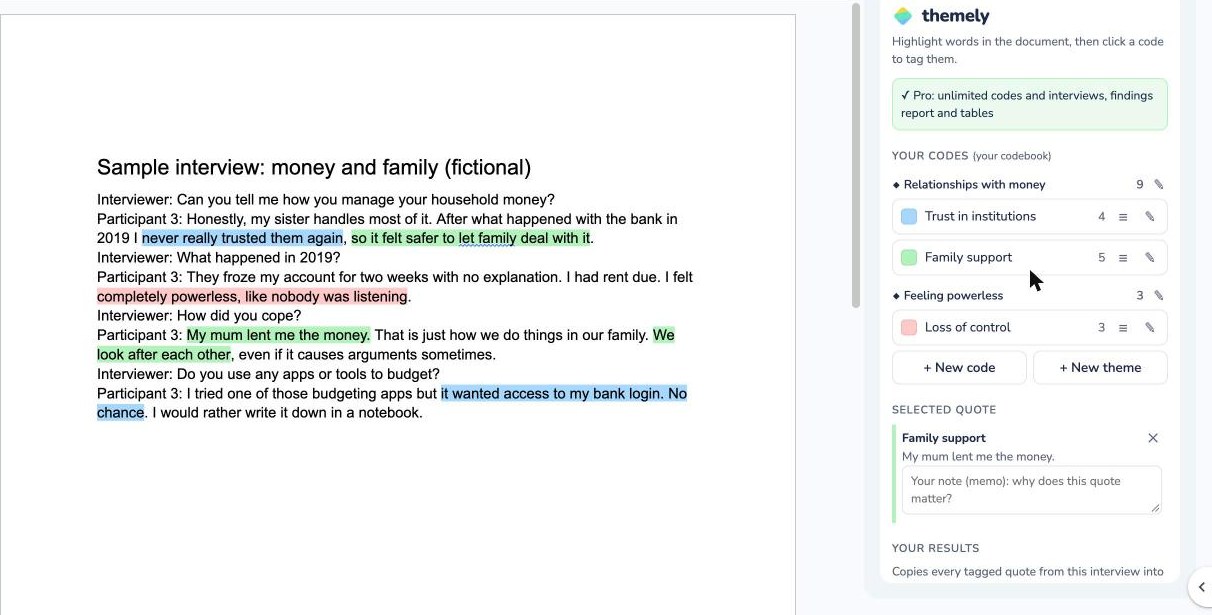 Sample interview: money and family (fictional)
Interviewer: Can you tell me how you manage your household money?
Participant 3: Honestly, my sister handles most of it. After what happened with the bank in
2019 I never really trusted them again, so it felt safer to let family deal with it.
Interviewer: What happened in 2019?
Participant 3: They froze my account for two weeks with no explanation. I had rent due. I felt
completely powerless, like nobody was listening.
Interviewer: How did you cope?
Participant 3: My mum lent me the money. That is just how we do things in our family. We
look after each other, even if it causes arguments sometimes.
Interviewer: Do you use any apps or tools to budget?
Participant 3: I tried one of those budgeting apps but it wanted access to my bank login. No
chance. I would rather write it down in a notebook.
themely
Highlight words in the document, then click a code
to tag them.
✓ Pro: unlimited codes and interviews, findings
report and tables
YOUR CODES (your codebook)
◆ Relationships with money 9
Trust in institutions 4
Family support 5
◆ Feeling powerless 3
Loss of control 3
+ New code + New theme
SELECTED QUOTE
Family support
My mum lent me the money.
Your note (memo): why does this quote
matter?
YOUR RESULTS
Copies every tagged quote from this interview into